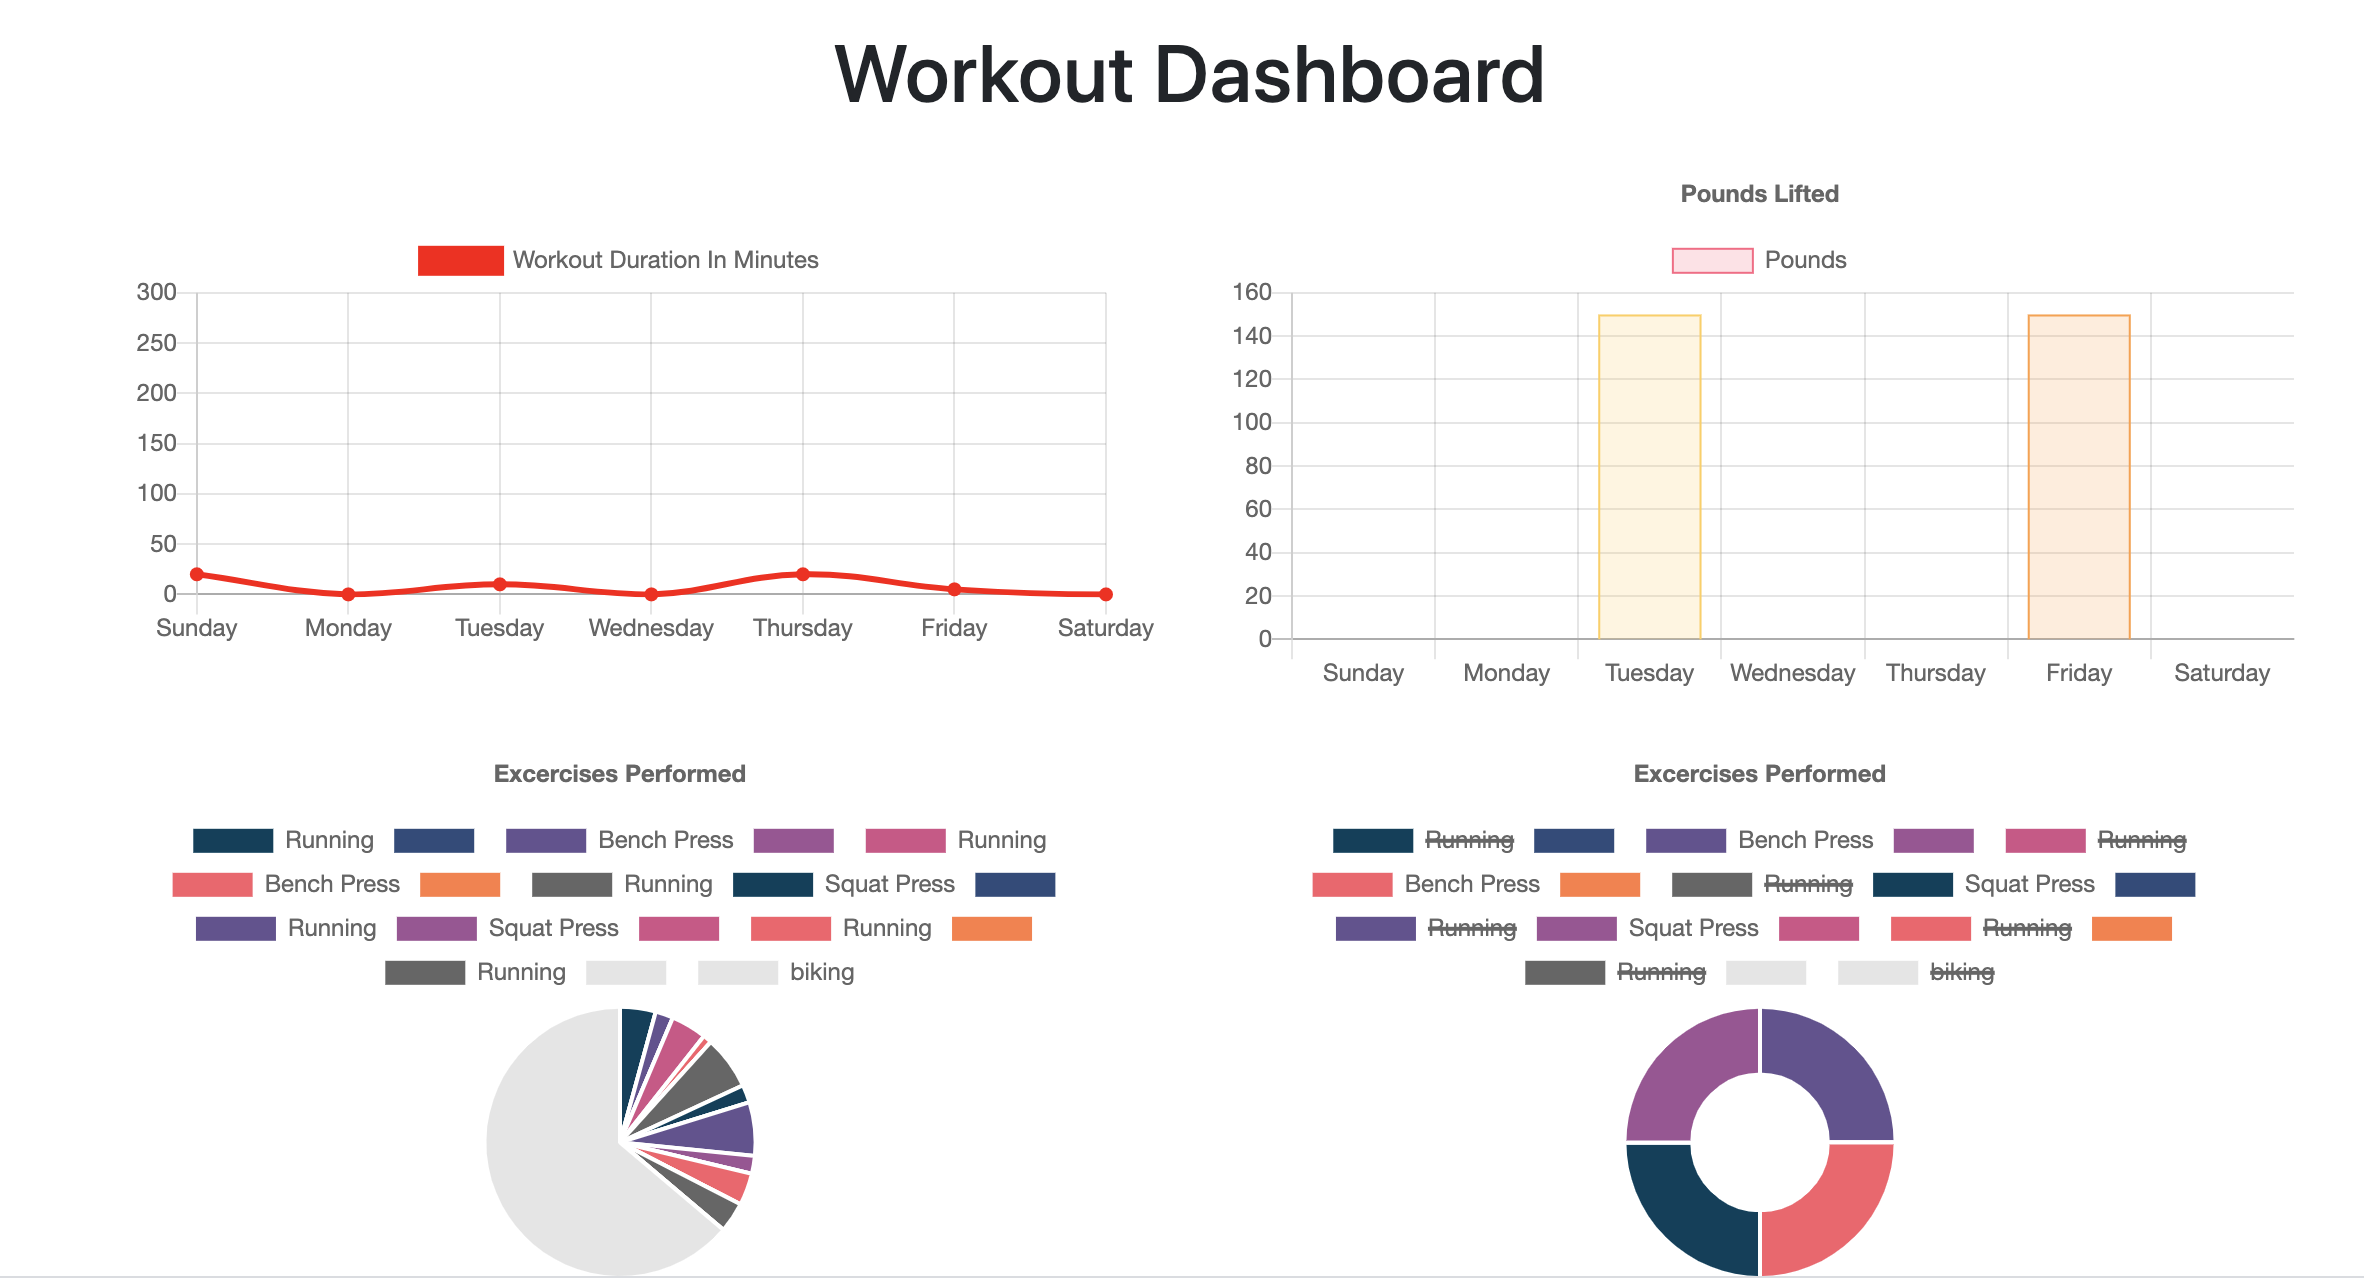 Workout Dashboard
Workout Duration In Minutes
300
250
200
150
100
50
0
Sunday Monday Tuesday Wednesday Thursday Friday Saturday
Pounds Lifted
Pounds
160
140
120
100
80
60
40
20
0
Sunday Monday Tuesday Wednesday Thursday Friday Saturday
Excercises Performed
Running Bench Press Running
Bench Press Running Squat Press
Running Squat Press Running
Running biking
Excercises Performed
Running Bench Press Running
Bench Press Running Squat Press
Running Squat Press Running
Running biking